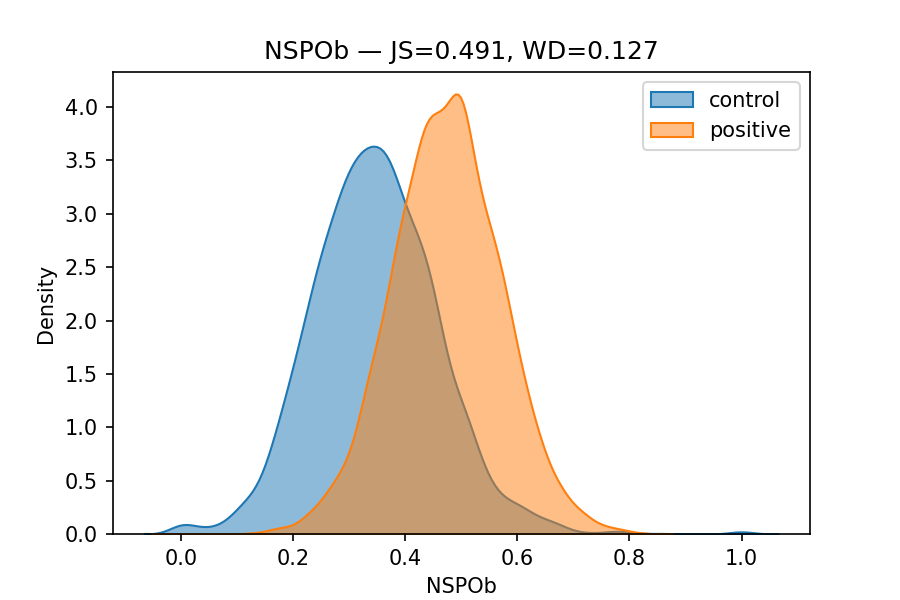 NSPOb — JS=0.491, WD=0.127
control
positive
4.0
3.5
3.0
2.5
2.0
1.5
1.0
0.5
0.0
Density
0.0 0.2 0.4 0.6 0.8 1.0
NSPOb